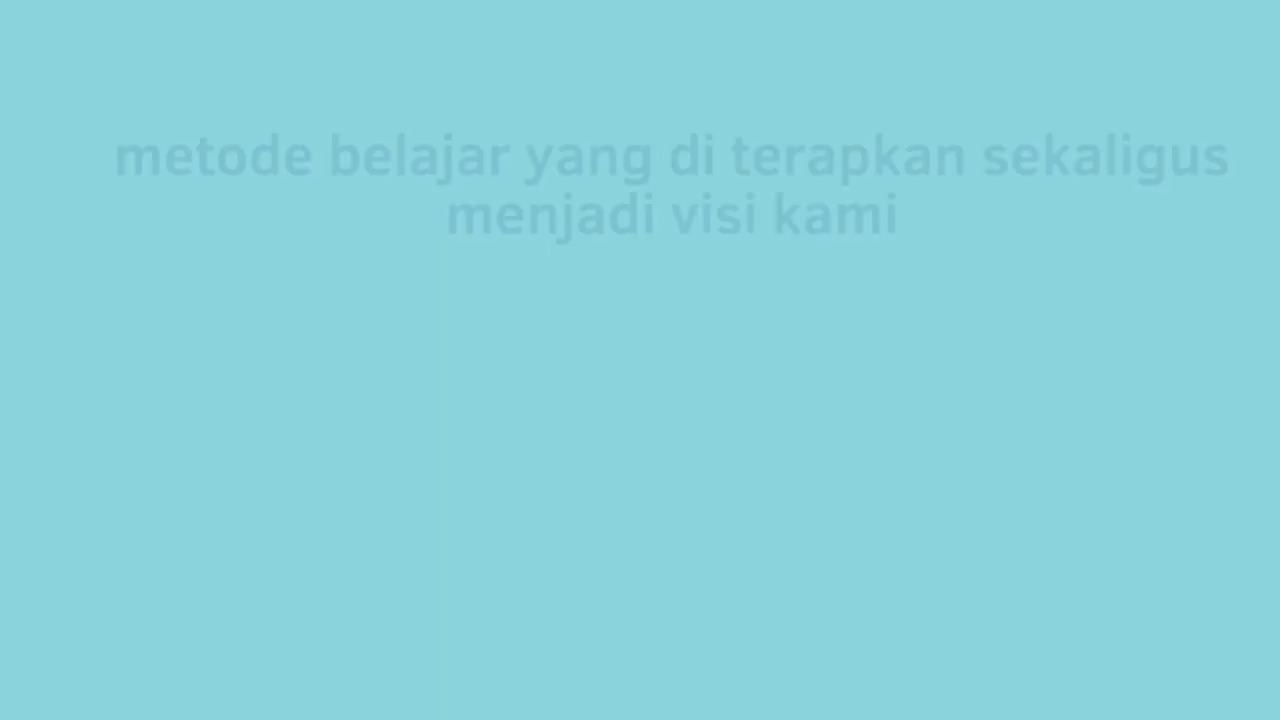 metode belajar yang di terapkan sekaligus
menjadi visi kami